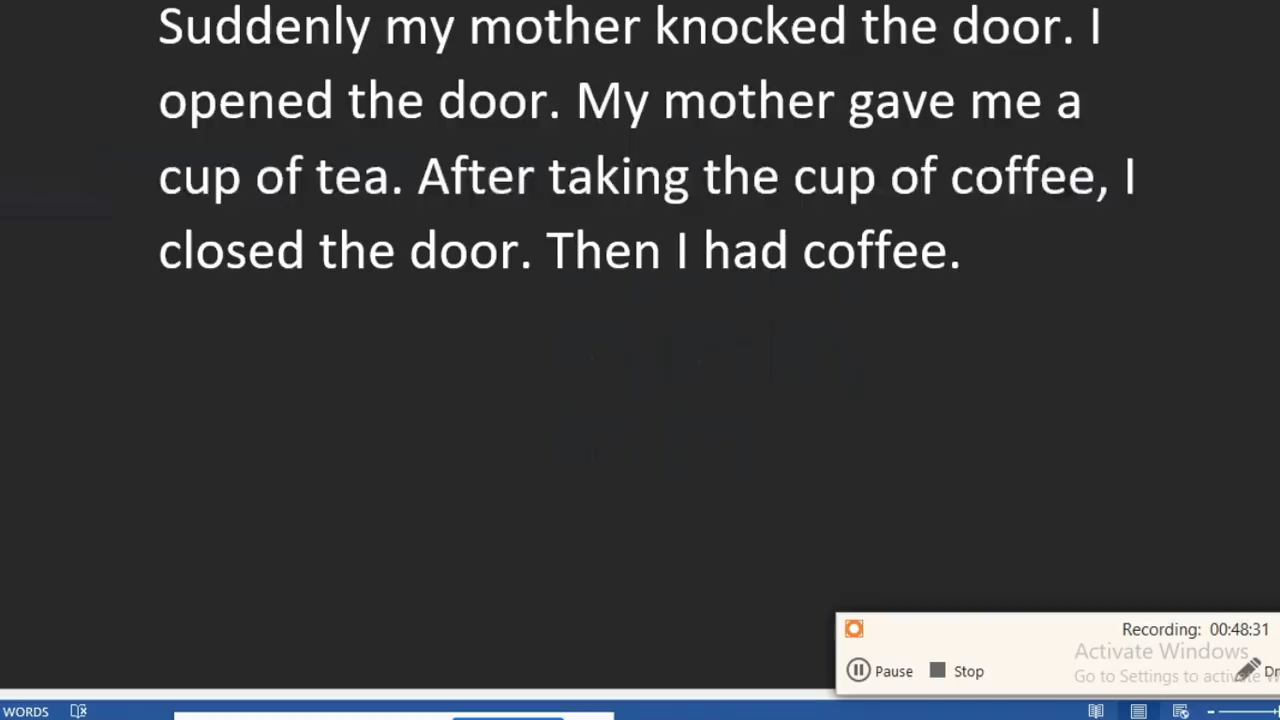 Suddenly my mother knocked the door. I
opened the door. My mother gave me a
cup of tea. After taking the cup of coffee, I
closed the door. Then I had coffee.
Recording: 00:48:31
Activate Windows
Pause Stop
Go to Settings to activate
WORDS